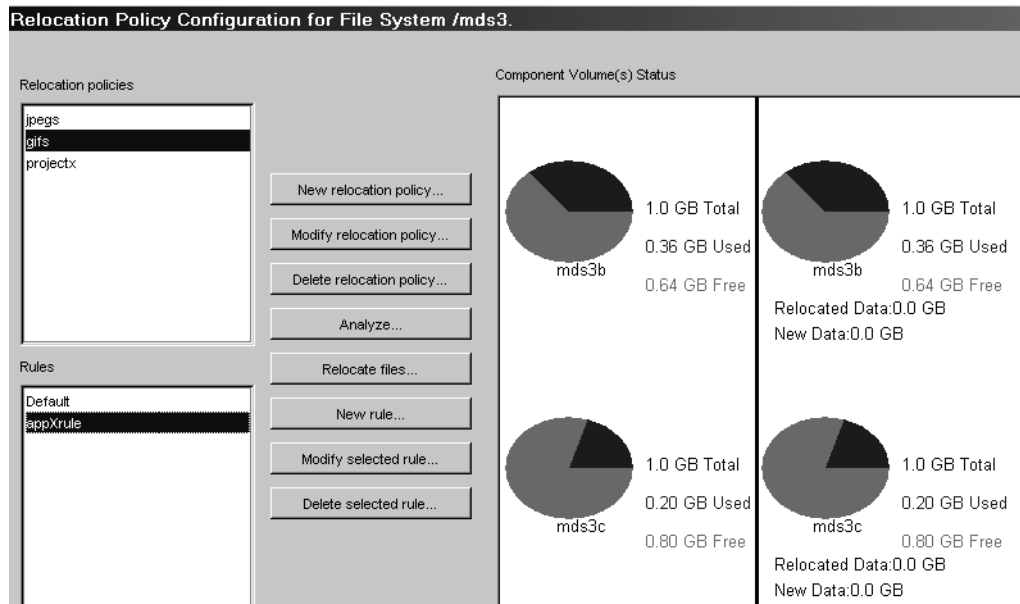 Relocation Policy Configuration for File System /mds3.
Relocation policies
jpegs
gifs
projectx
New relocation policy...
Modify relocation policy...
Delete relocation policy...
Analyze...
Relocate files...
New rule...
Modify selected rule...
Delete selected rule...
Rules
Default
appXrule
Component Volume(s) Status
mds3b
1.0 GB Total
0.36 GB Used
0.64 GB Free
mds3b
1.0 GB Total
0.36 GB Used
0.64 GB Free
Relocated Data:0.0 GB
New Data:0.0 GB
mds3c
1.0 GB Total
0.20 GB Used
0.80 GB Free
mds3c
1.0 GB Total
0.20 GB Used
0.80 GB Free
Relocated Data:0.0 GB
New Data:0.0 GB